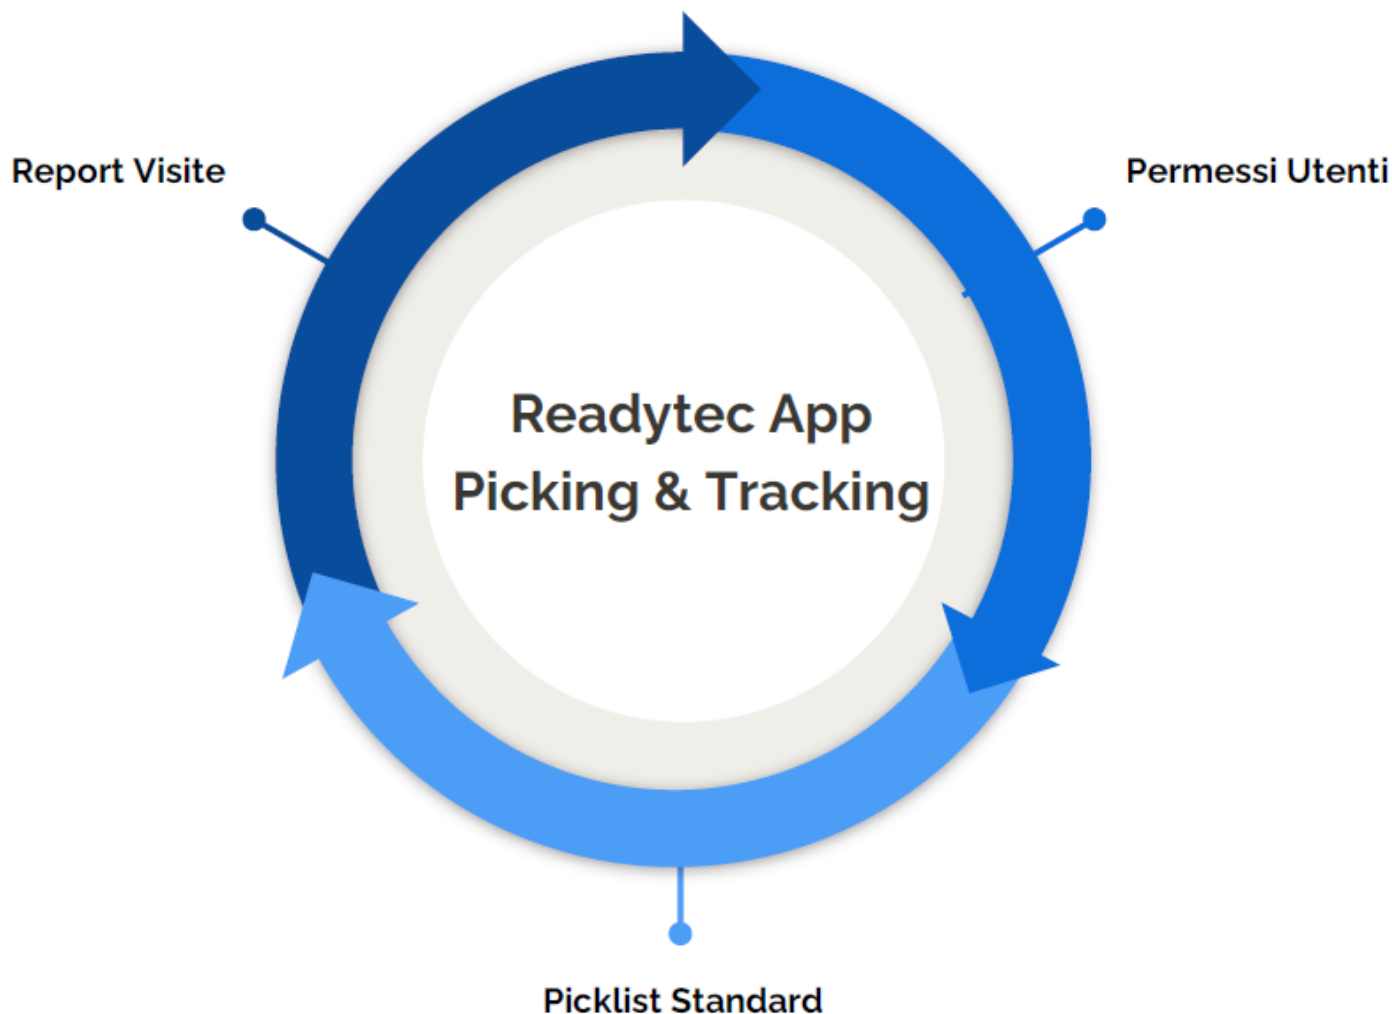 Report Visite
Permessi Utenti
Readytec App
Picking & Tracking
Picklist Standard